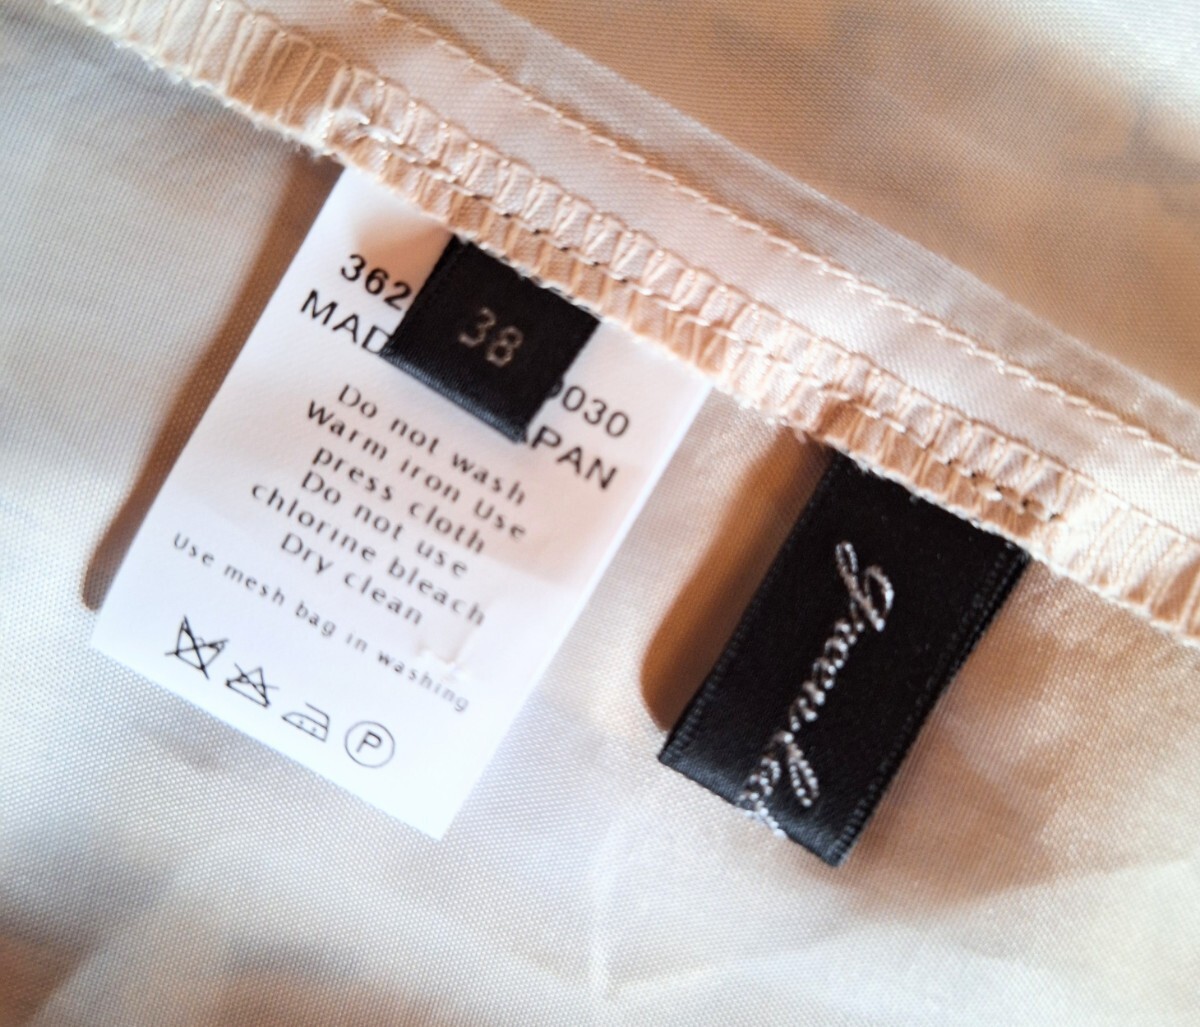 38
362
030
MAD
PAN
Do not wash
Warm iron Use
press cloth
Do not use
chlorine bleach
Dry clean
Use mesh bag in washing
P